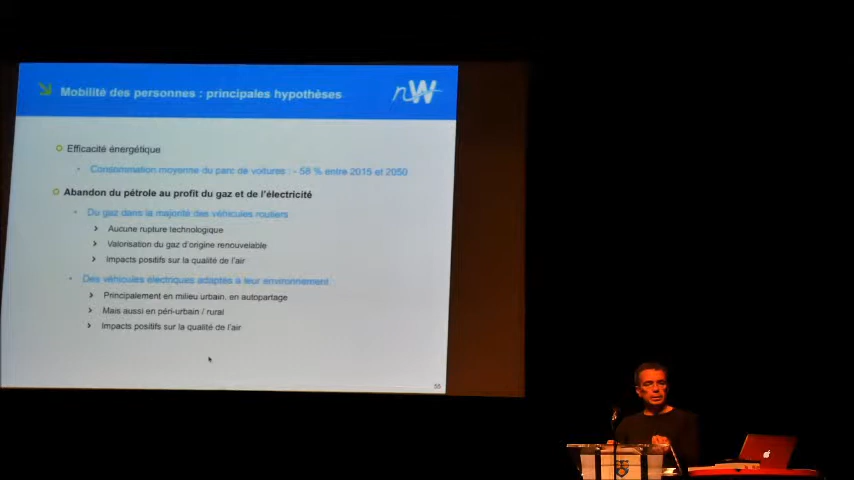 Mobilité des personnes : principales hypothèses
nW
Efficacité énergétique
Consommation moyenne du parc de voitures : - 58 % entre 2015 et 2050
Abandon du pétrole au profit du gaz et de l'électricité
Du gaz dans la majorité des véhicules routiers
Aucune rupture technologique
Valorisation du gaz d'origine renouvelable
Impacts positifs sur la qualité de l'air
Des véhicules électriques adaptés à leur environnement
Principalement en milieu urbain, en autopartage
Mais aussi en péri-urbain / rural
Impacts positifs sur la qualité de l'air